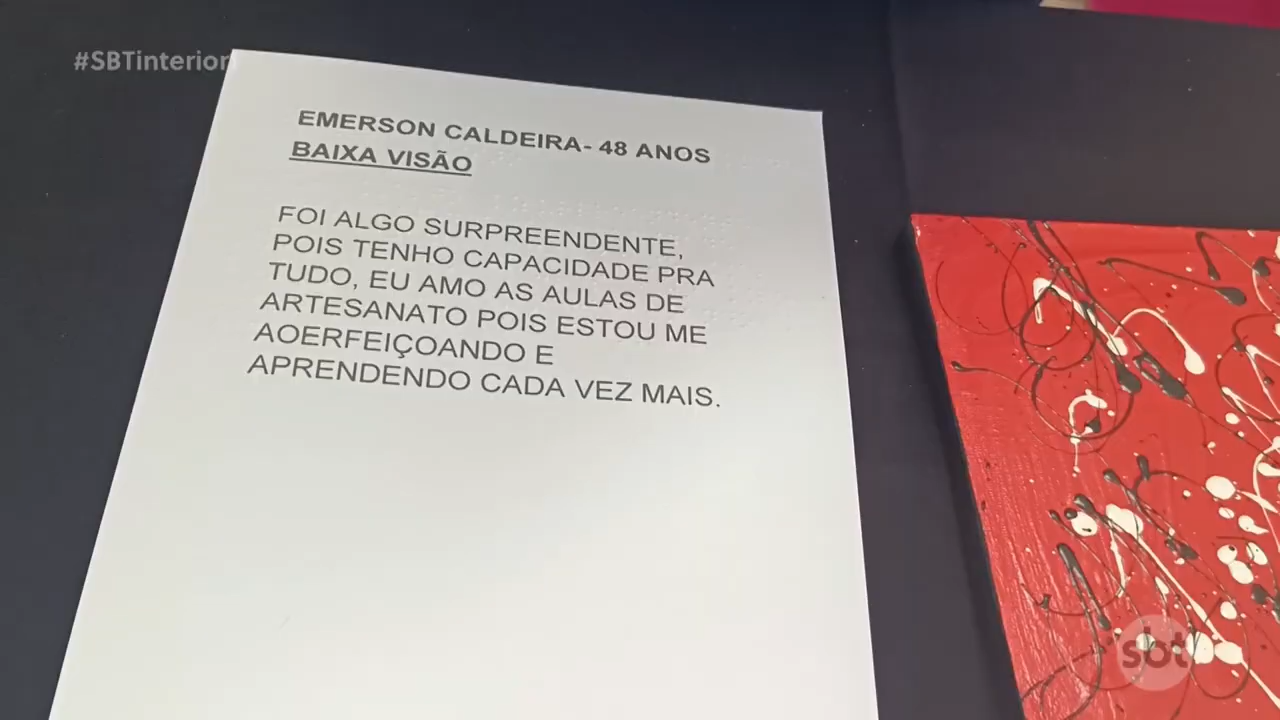 #SBTinterior
EMERSON CALDEIRA- 48 ANOS
BAIXA VISÃO
FOI ALGO SURPREENDENTE,
POIS TENHO CAPACIDADE PRA
TUDO, EU AMO AS AULAS DE
ARTESANATO POIS ESTOU ME
AOERFEIÇOANDO E
APRENDENDO CADA VEZ MAIS.
sbt